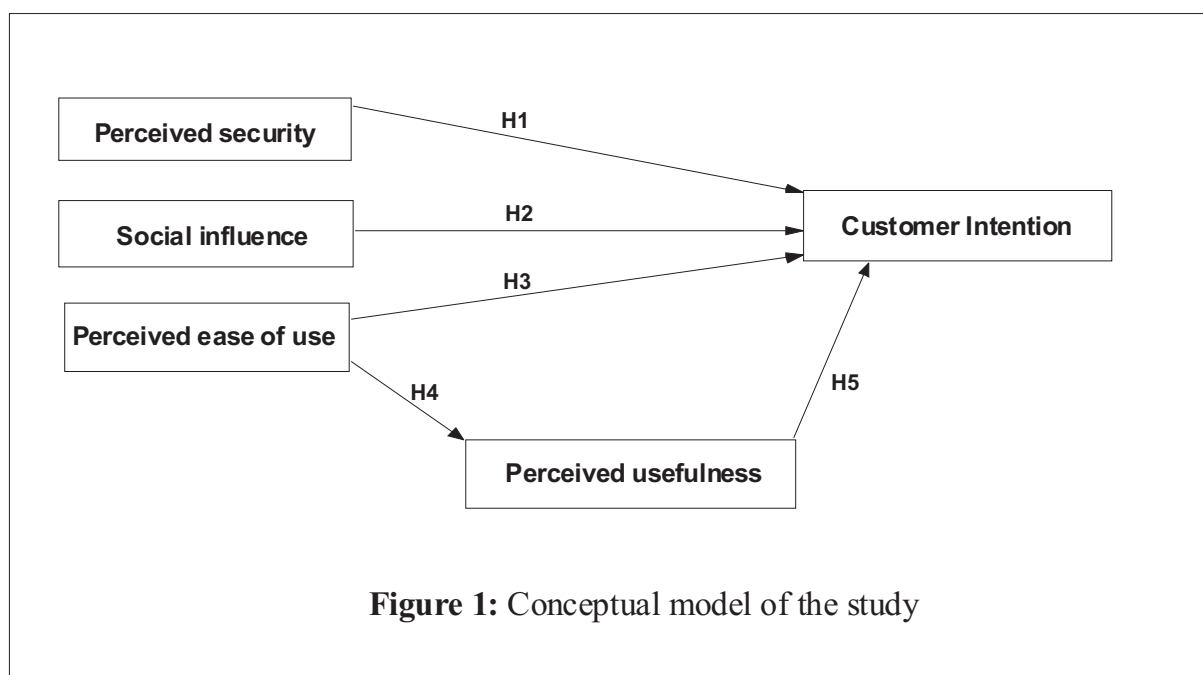 Perceived security
H1
Social influence
H2
Customer Intention
H3
Perceived ease of use
H4
H5
Perceived usefulness
Figure 1: Conceptual model of the study